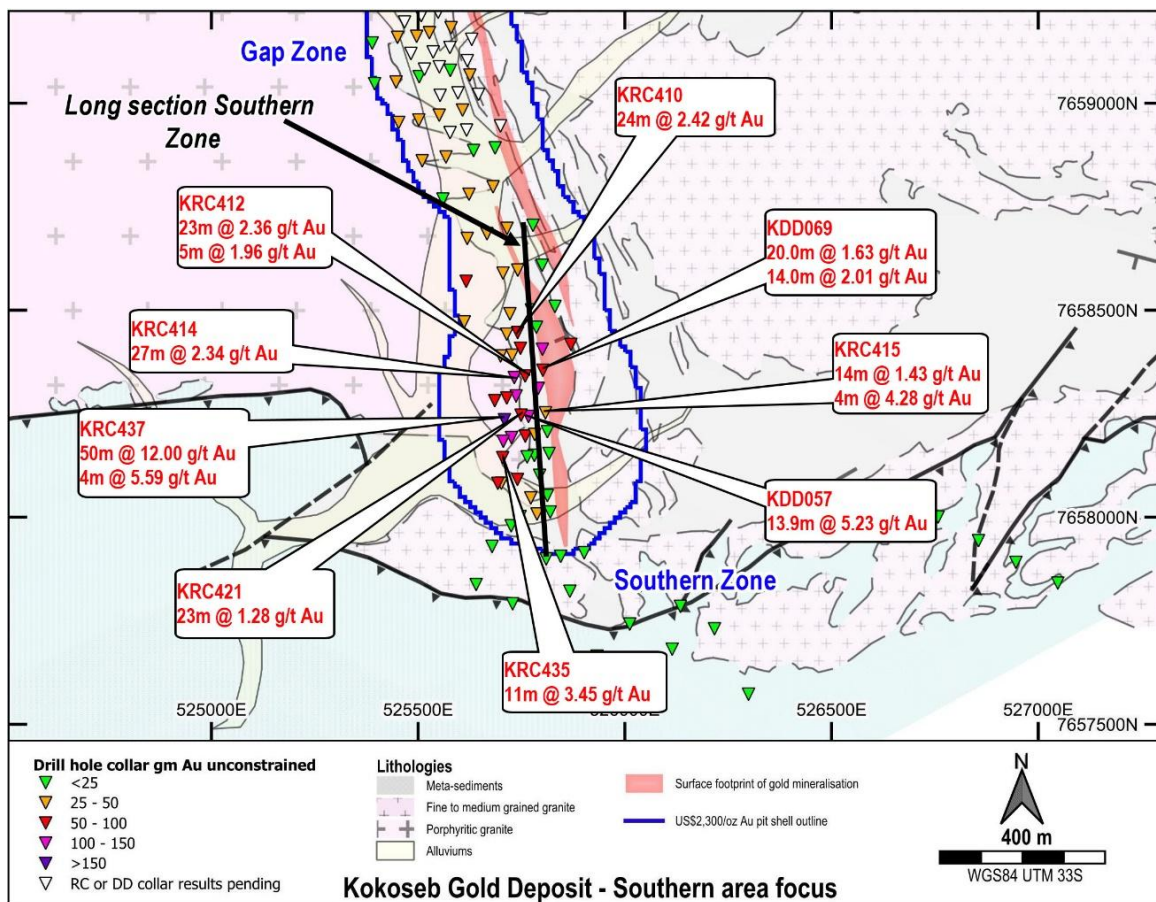 Gap Zone
Long section Southern
Zone
KRC410
24m @ 2.42 g/t Au
7659000N
KRC412
23m @ 2.36 g/t Au
5m @ 1.96 g/t Au
KDD069
20.0m @ 1.63 g/t Au
14.0m @ 2.01 g/t Au
7658500N
KRC414
27m @ 2.34 g/t Au
KRC415
14m @ 1.43 g/t Au
4m @ 4.28 g/t Au
KRC437
50m @ 12.00 g/t Au
4m @ 5.59 g/t Au
KDD057
13.9m @ 5.23 g/t Au
7658000N
Southern Zone
KRC421
23m @ 1.28 g/t Au
KRC435
11m @ 3.45 g/t Au
525000E
525500E
526500E
527000E
7657500N
Drill hole collar gm Au unconstrained
<25
25 - 50
50 - 100
100 - 150
>150
RC or DD collar results pending
Lithologies
Meta-sediments
Fine to medium grained granite
Porphyritic granite
Alluviums
Surface footprint of gold mineralisation
US$2,300/oz Au pit shell outline
N
400 m
WGS84 UTM 33S
Kokoseb Gold Deposit - Southern area focus